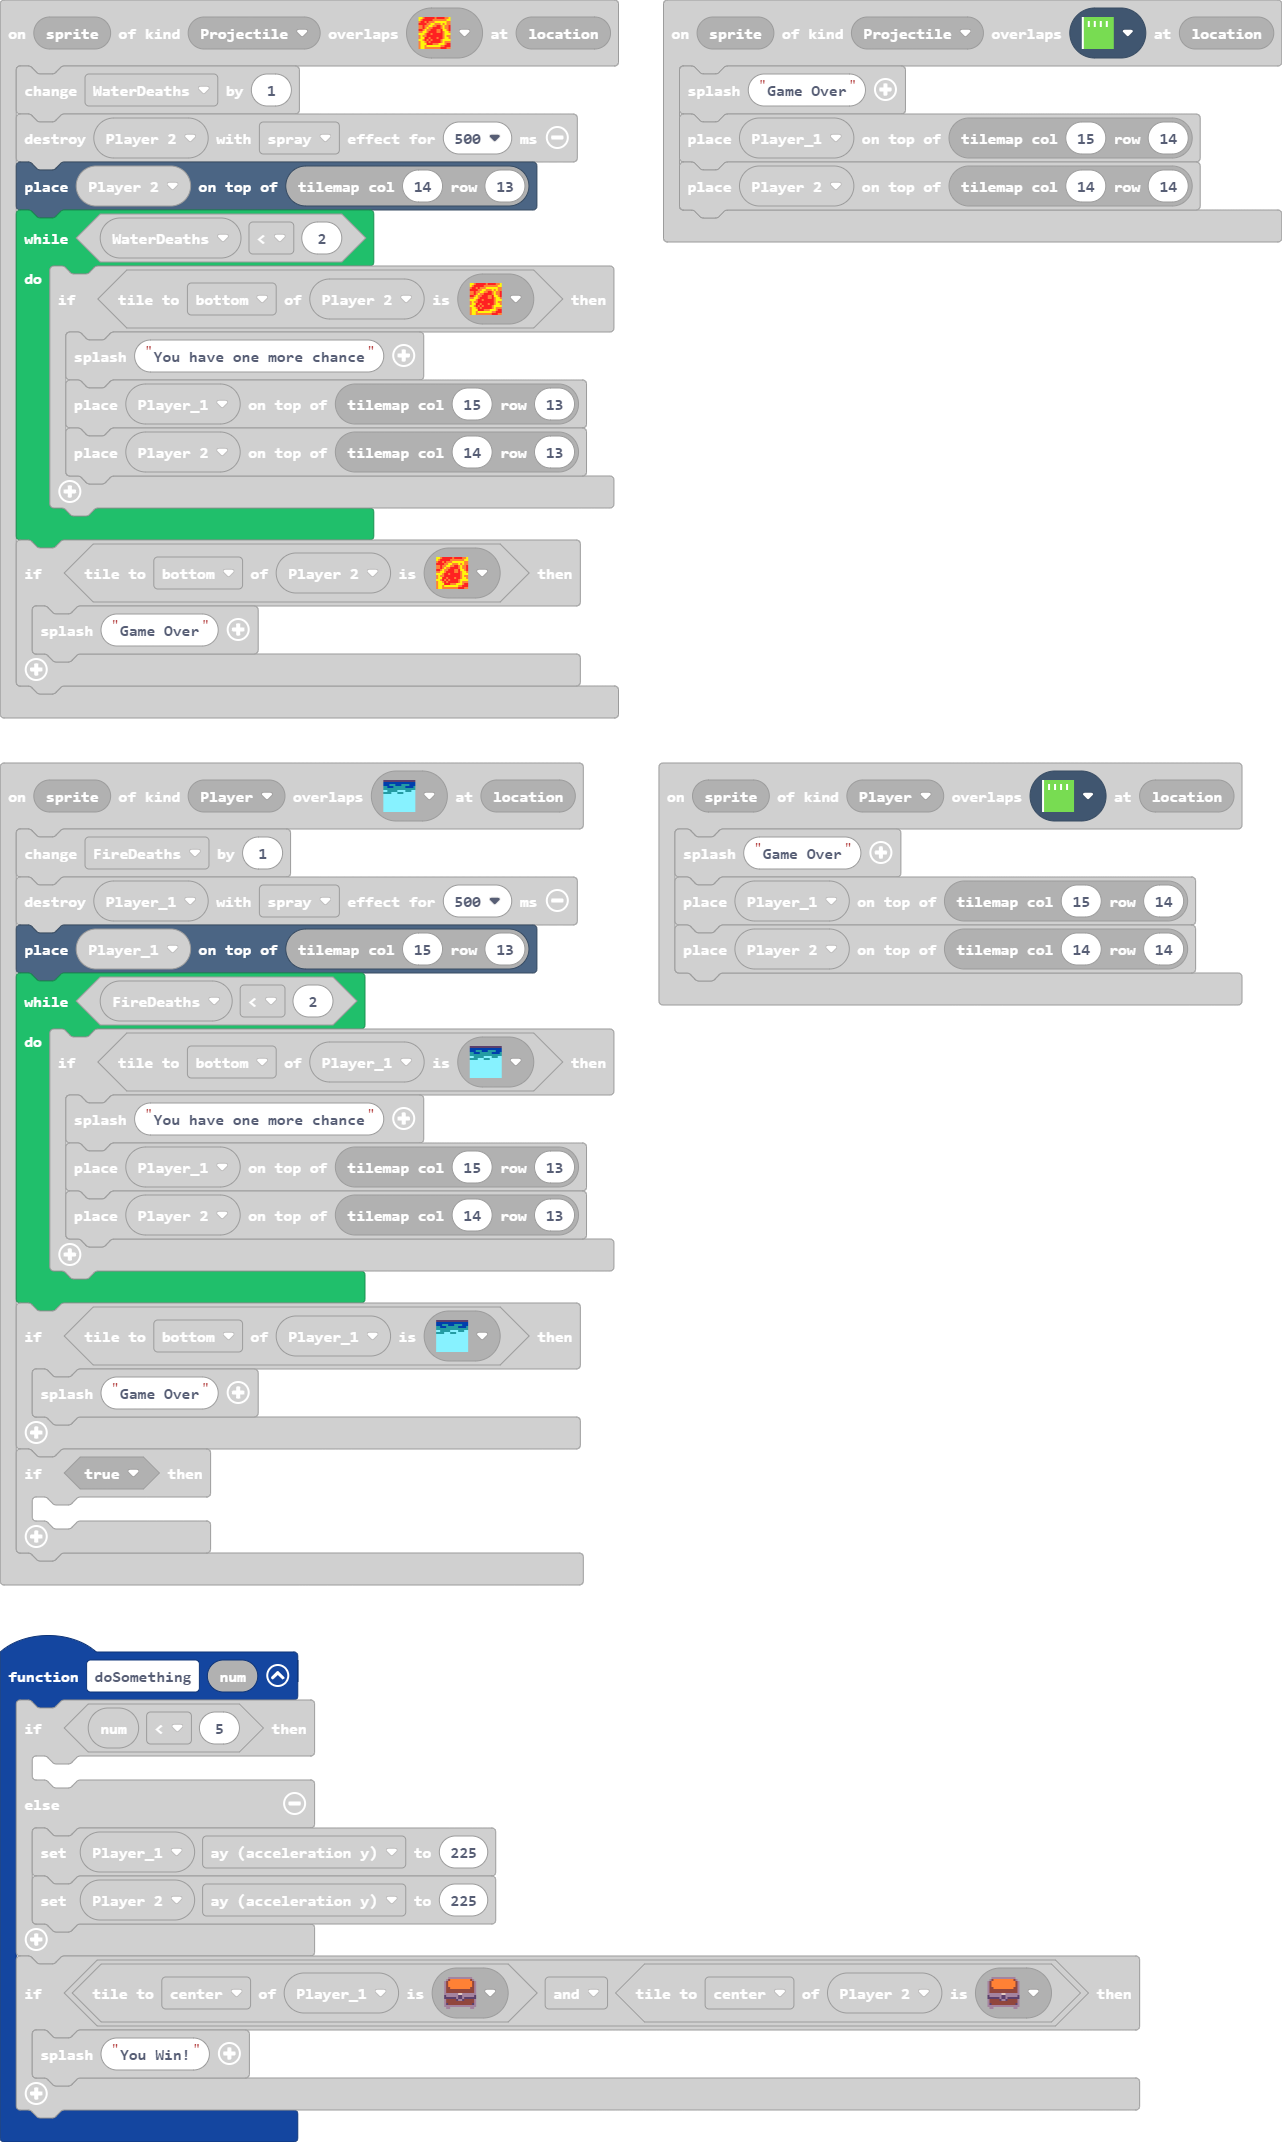 on sprite of kind Projectile overlaps at location
change WaterDeaths by 1
destroy Player 2 with spray effect for 500 ms
place Player 2 on top of tilemap col 14 row 13
while WaterDeaths < 2
do
if tile to bottom of Player 2 is then
splash "You have one more chance"
place Player_1 on top of tilemap col 15 row 13
place Player 2 on top of tilemap col 14 row 13
if tile to bottom of Player 2 is then
splash "Game Over"
on sprite of kind Projectile overlaps at location
splash "Game Over"
place Player_1 on top of tilemap col 15 row 14
place Player 2 on top of tilemap col 14 row 14
on sprite of kind Player overlaps at location
change FireDeaths by 1
destroy Player_1 with spray effect for 500 ms
place Player_1 on top of tilemap col 15 row 13
while FireDeaths < 2
do
if tile to bottom of Player_1 is then
splash "You have one more chance"
place Player_1 on top of tilemap col 15 row 13
place Player 2 on top of tilemap col 14 row 13
if tile to bottom of Player_1 is then
splash "Game Over"
if true then
on sprite of kind Player overlaps at location
splash "Game Over"
place Player_1 on top of tilemap col 15 row 14
place Player 2 on top of tilemap col 14 row 14
function doSomething num
if num < 5 then
else
set Player_1 ay (acceleration y) to 225
set Player 2 ay (acceleration y) to 225
if tile to center of Player_1 is and tile to center of Player 2 is then
splash "You Win!"